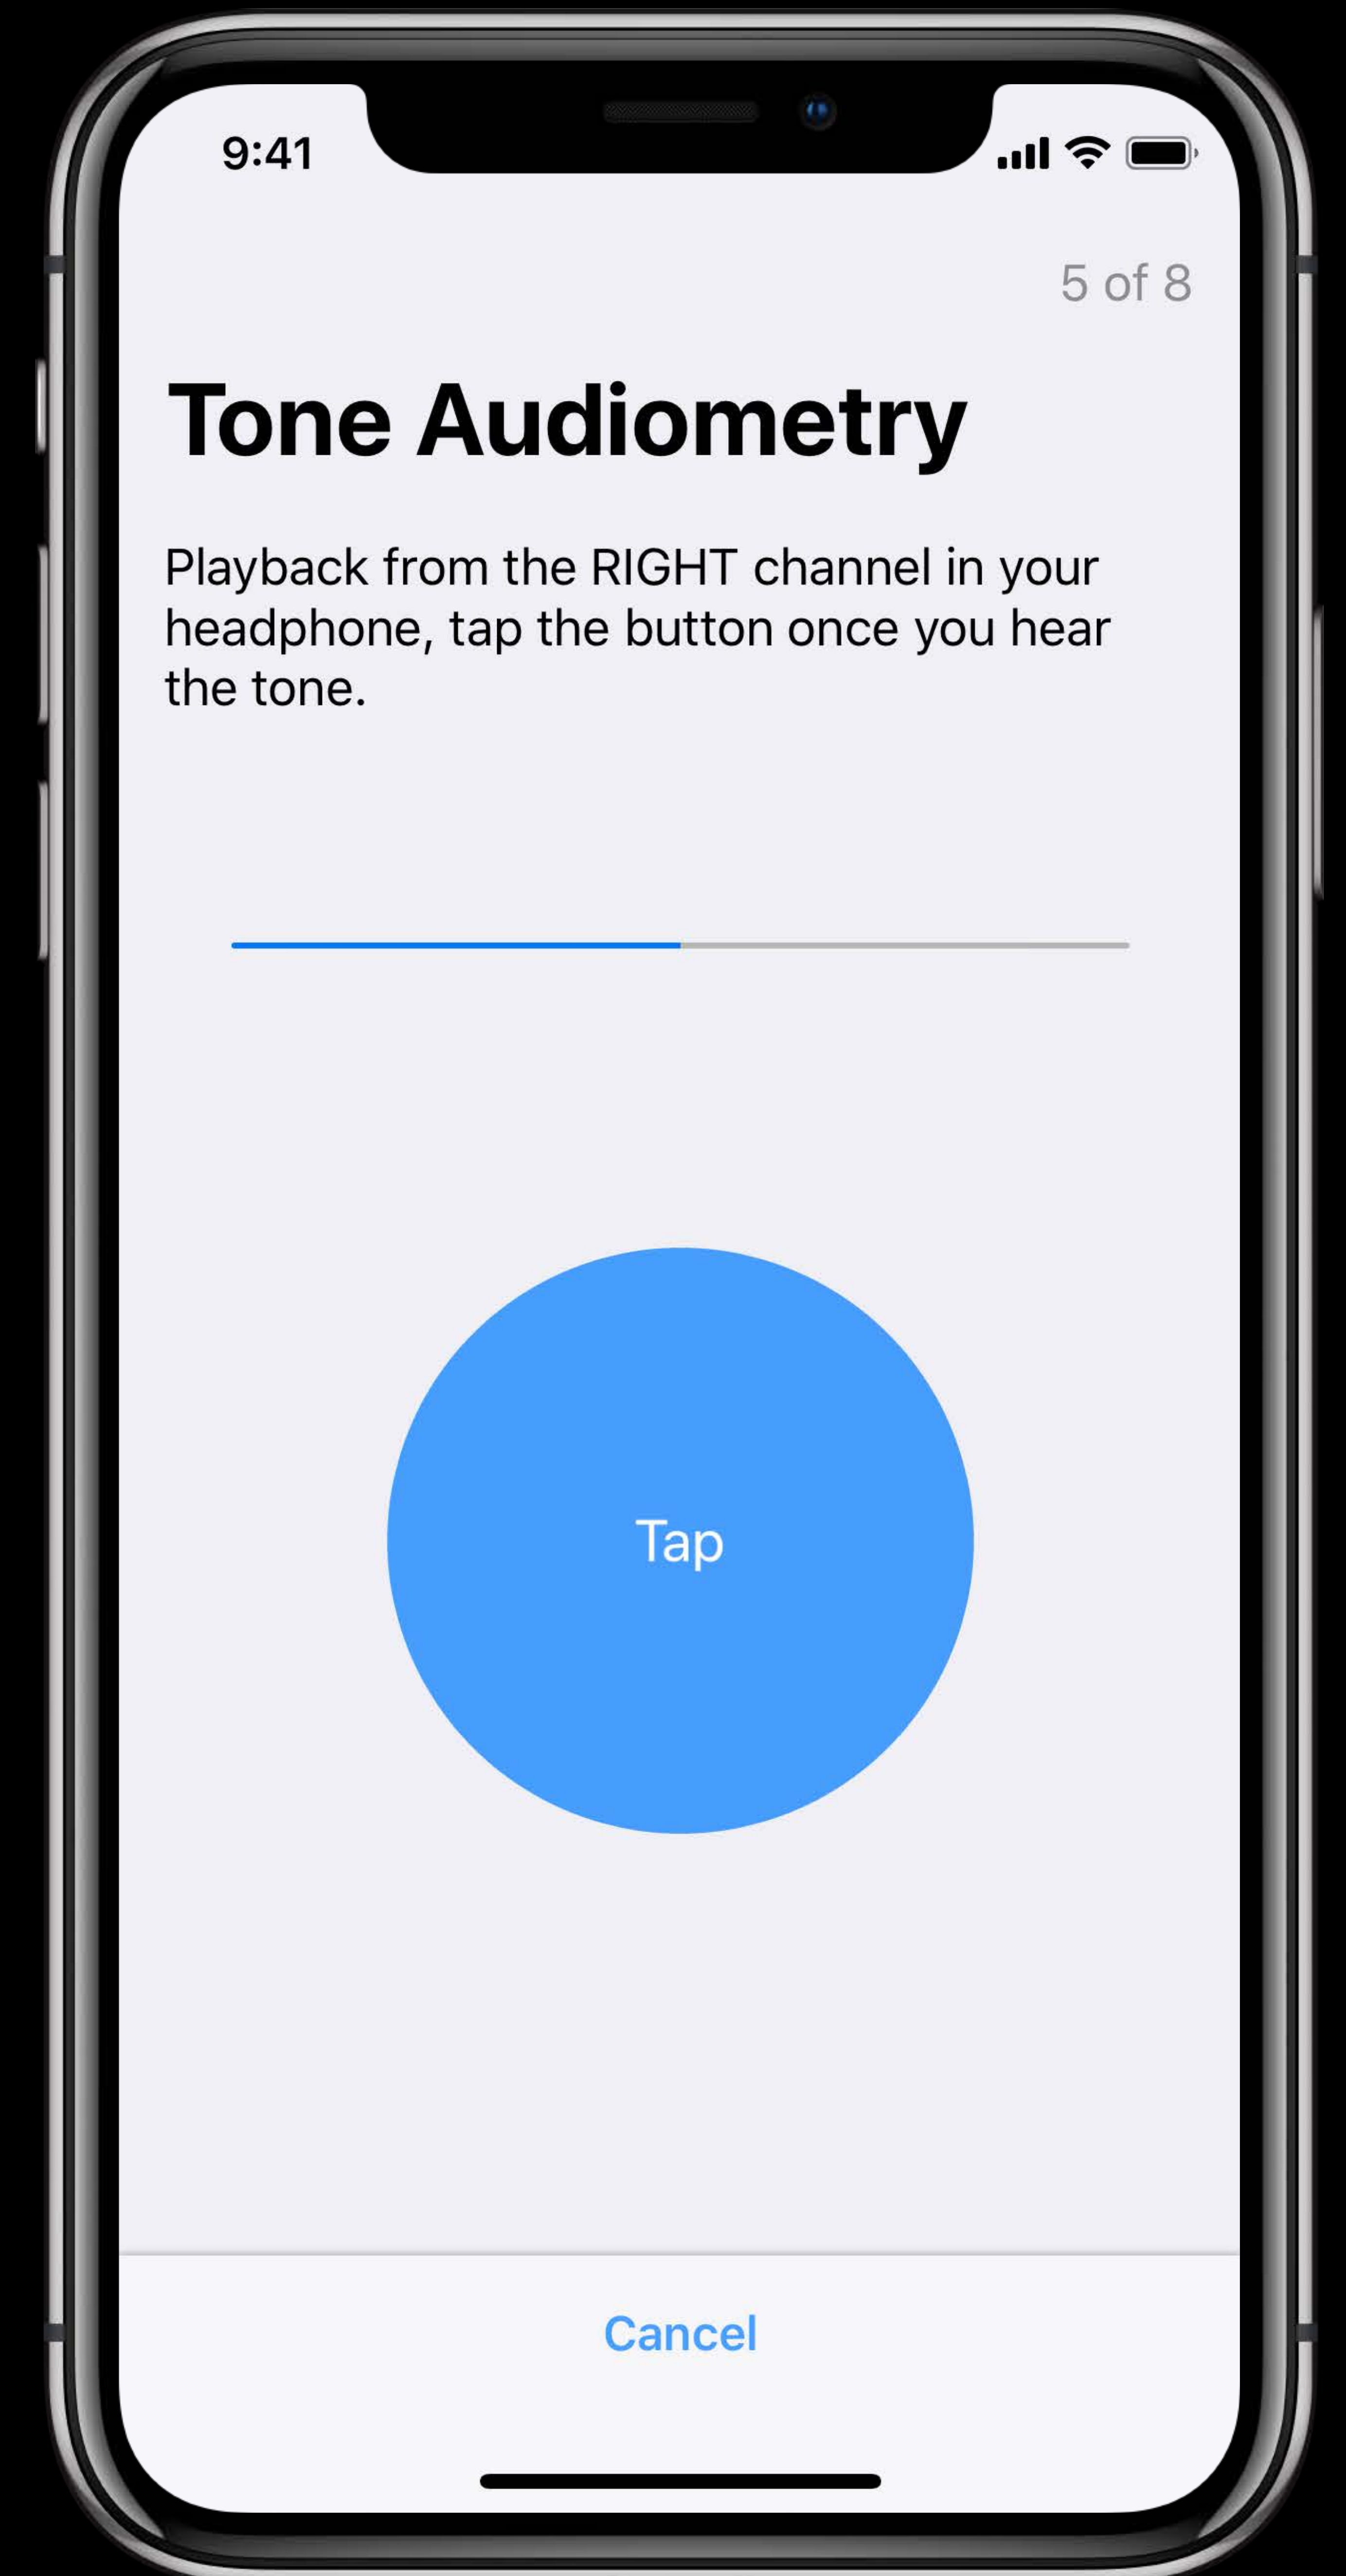 9:41
5 of 8
Tone Audiometry
Playback from the RIGHT channel in your
headphone, tap the button once you hear
the tone.
Tap
Cancel